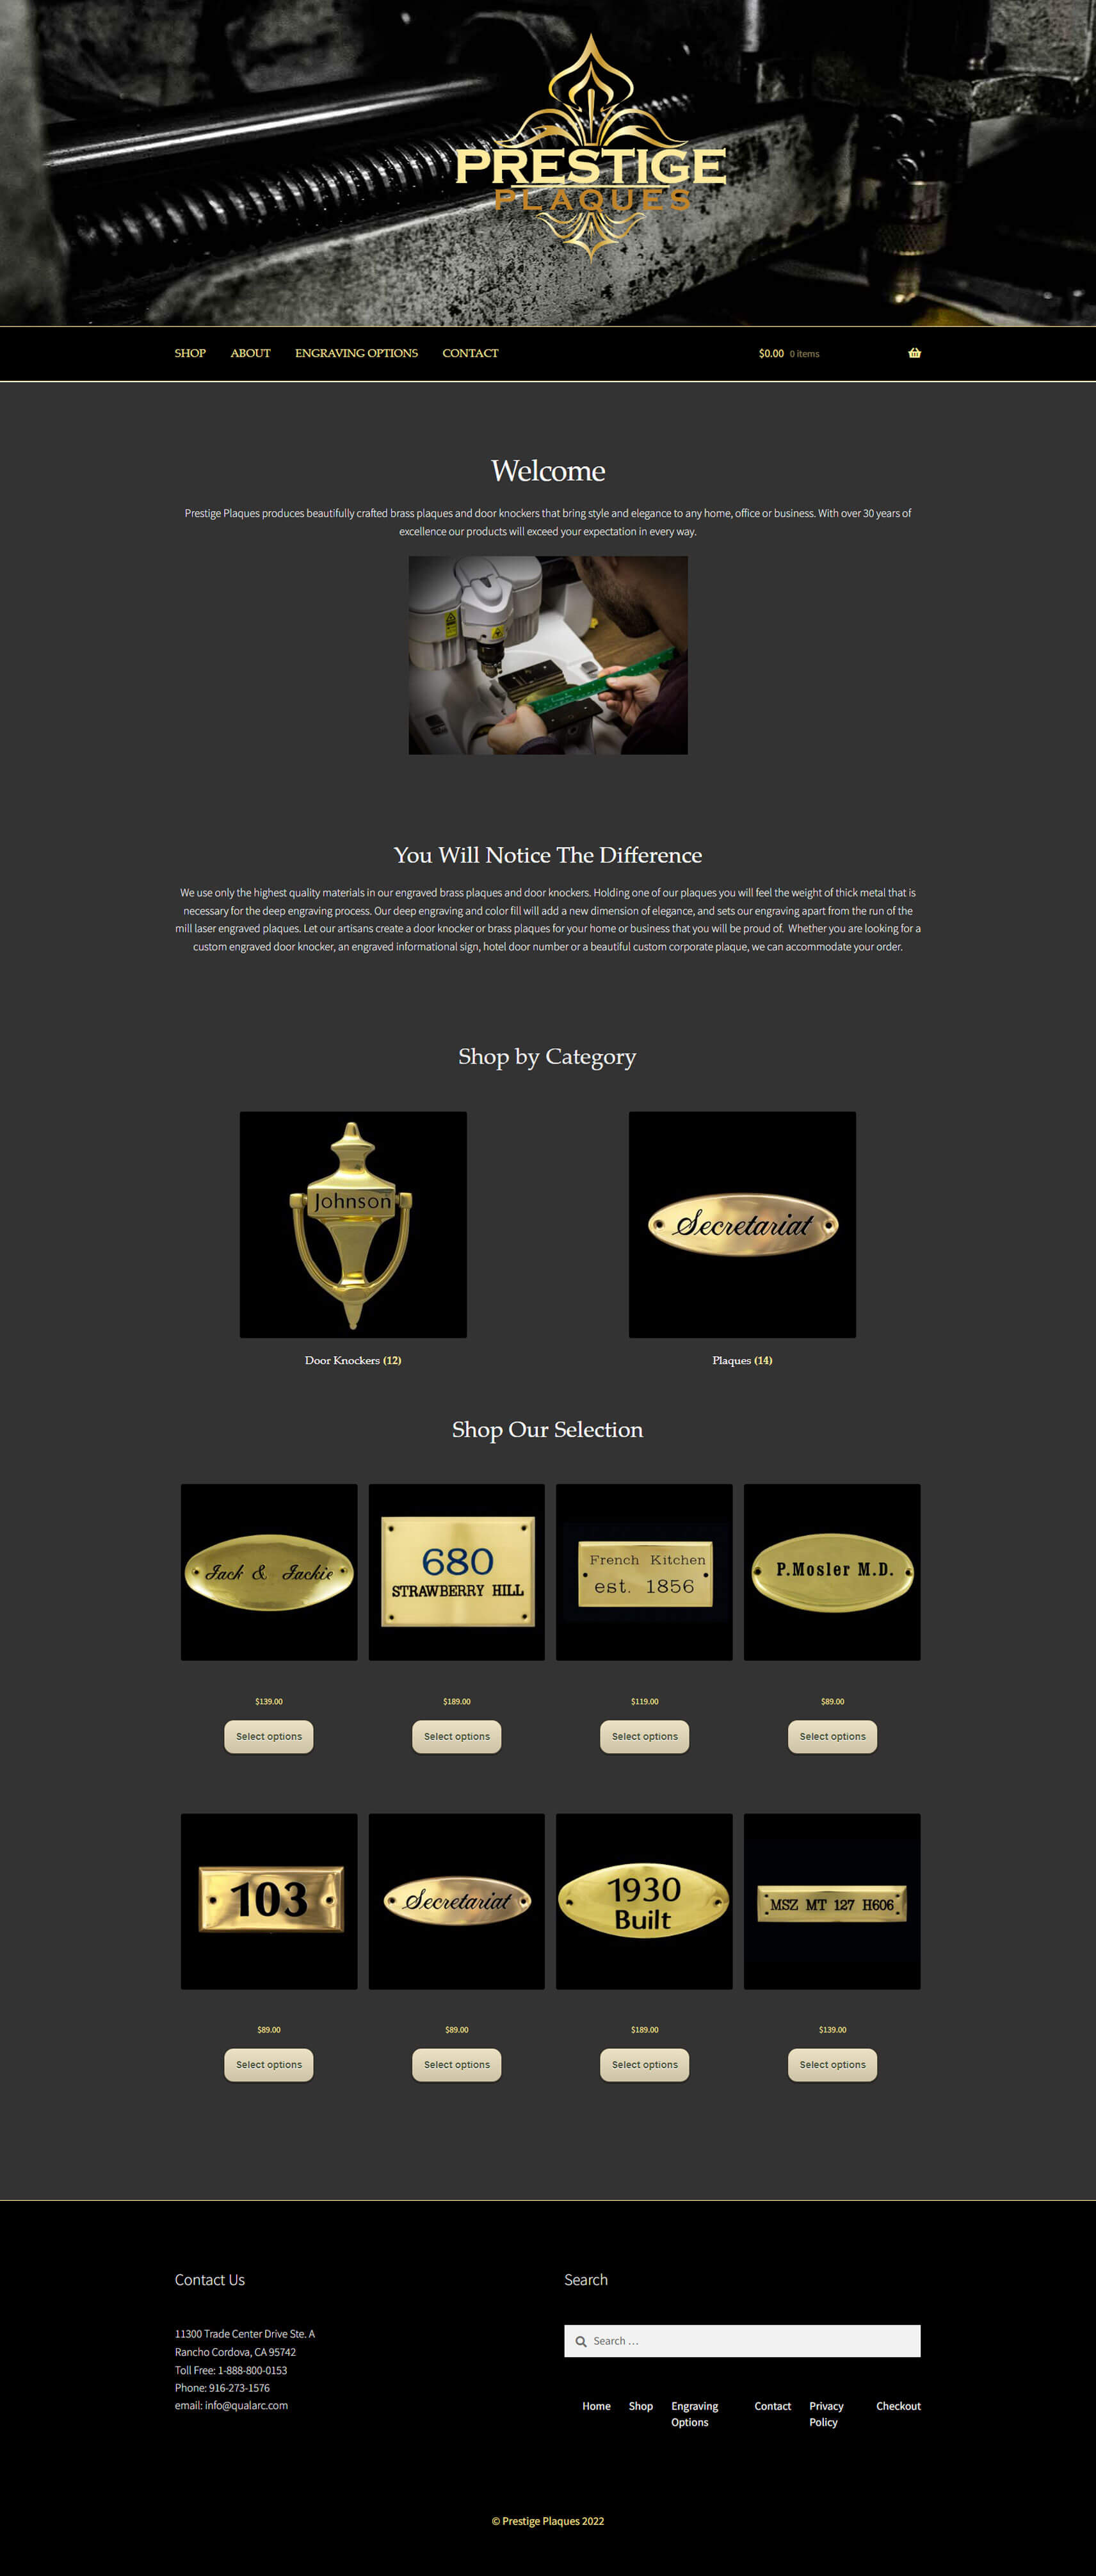 PRESTIGE
PLAQUES
SHOP ABOUT ENGRAVING OPTIONS CONTACT $0.00 0 items
Welcome
Prestige Plaques produces beautifully crafted brass plaques and door knockers that bring style and elegance to any home, office or business. With over 30 years of
excellence our products will exceed your expectation in every way.
You Will Notice The Difference
We use only the highest quality materials in our engraved brass plaques and door knockers. Holding one of our plaques you will feel the weight of thick metal that is
necessary for the deep engraving process. Our deep engraving and color fill will add a new dimension of elegance, and sets our engraving apart from the run of the
mill laser engraved plaques. Let our artisans create a door knocker or brass plaques for your home or business that you will be proud of. Whether you are looking for a
custom engraved door knocker, an engraved informational sign, hotel door number or a beautiful custom corporate plaque, we can accommodate your order.
Shop by Category
Johnson
Secretariat
Door Knockers (12)
Plaques (14)
Shop Our Selection
Jack & Jackie
680
STRAWBERRY HILL
French Kitchen
est. 1856
P.Mosler M.D.
$139.00 $189.00 $119.00 $89.00
Select options Select options Select options Select options
103
Secretariat
1930
Built
MSZ MT 127 H606
$89.00 $89.00 $189.00 $139.00
Select options Select options Select options Select options
Contact Us
11300 Trade Center Drive Ste. A
Rancho Cordova, CA 95742
Toll Free: 1-888-800-0153
Phone: 916-273-1576
email: info@qualarc.com
Search
Search …
Home Shop Engraving Options Contact Privacy Policy Checkout
© Prestige Plaques 2022